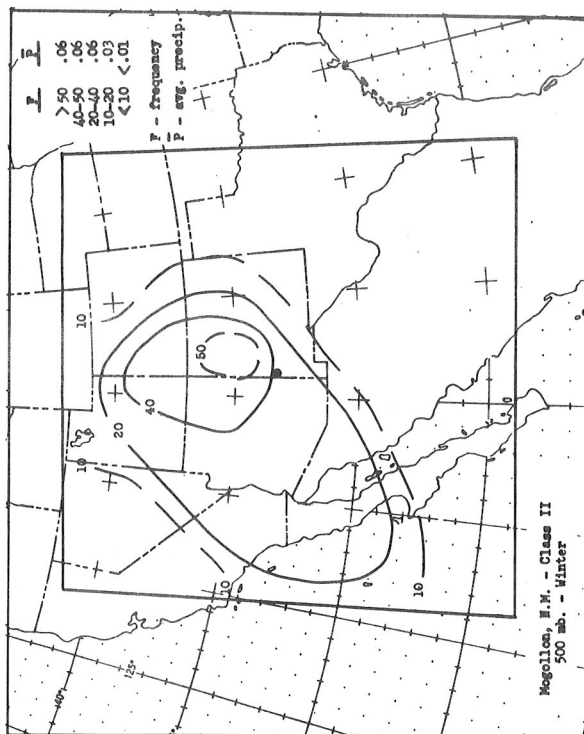 F P̄
>50 .06
40-50 .06
20-40 .06
10-20 .03
<10 <.01
F - frequency
P̄ - avg. precip.
10
10
20
40
50
10
10
125°
40°
Mogollon, N.M. - Class II
500 mb. - Winter